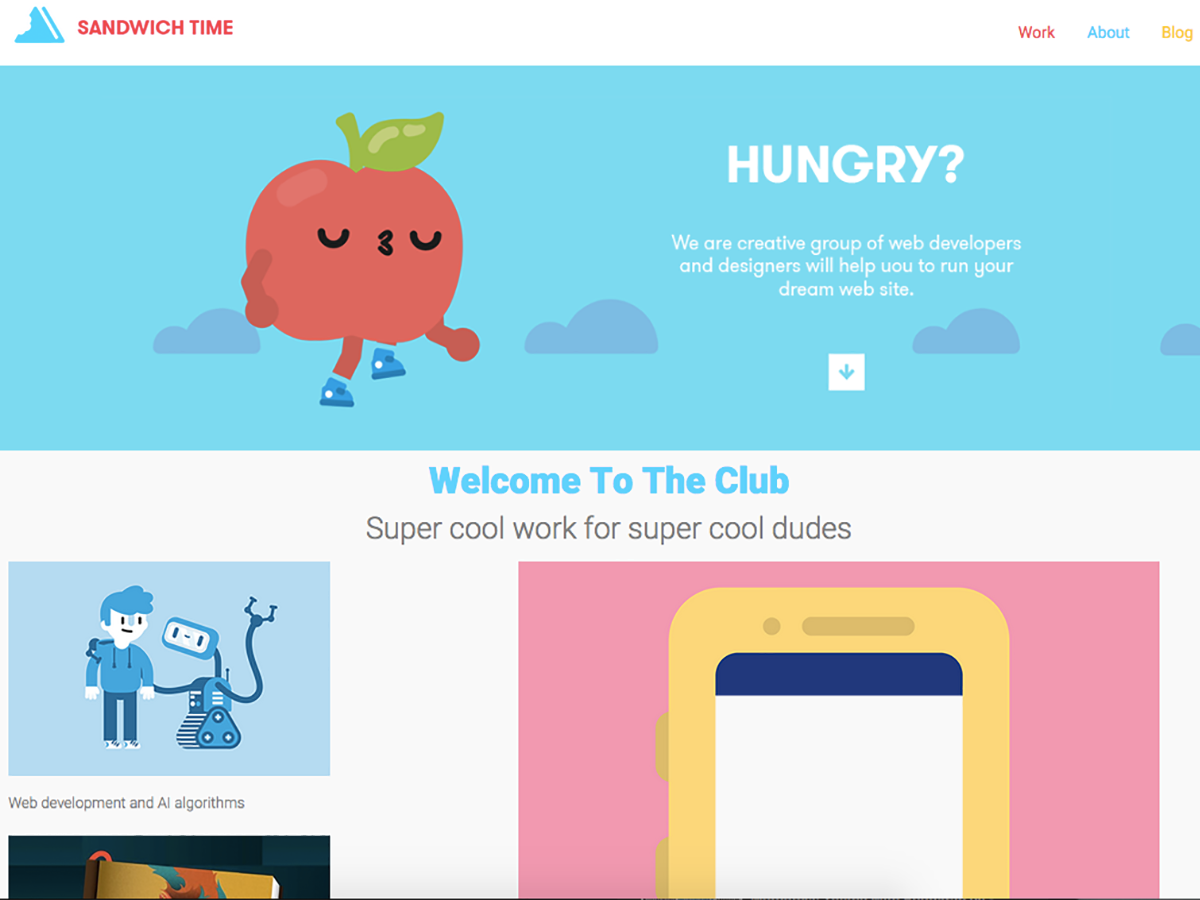 SANDWICH TIME
Work About Blog
HUNGRY?
We are creative group of web developers
and designers will help uou to run your
dream web site.
Welcome To The Club
Super cool work for super cool dudes
Web development and AI algorithms